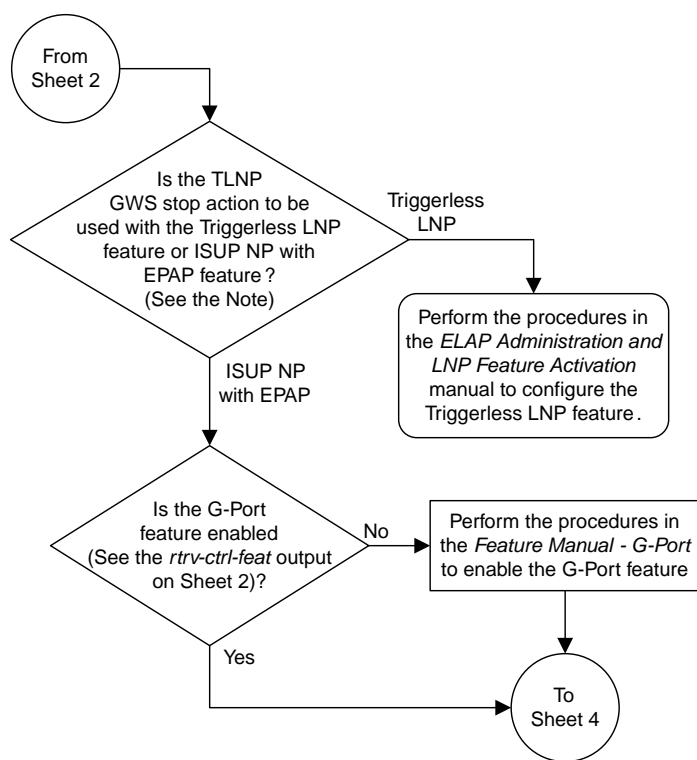 From
Sheet 2
Is the TLNP
GWS stop action to be
used with the Triggerless LNP
feature or ISUP NP with
EPAP feature ?
(See the Note)
Triggerless
LNP
Perform the procedures in
the ELAP Administration and
LNP Feature Activation
manual to configure the
Triggerless LNP feature .
ISUP NP
with EPAP
Is the G-Port
feature enabled
(See the rtrv-ctrl-feat output
on Sheet 2)?
No
Perform the procedures in
the Feature Manual - G-Port
to enable the G-Port feature
Yes
To
Sheet 4